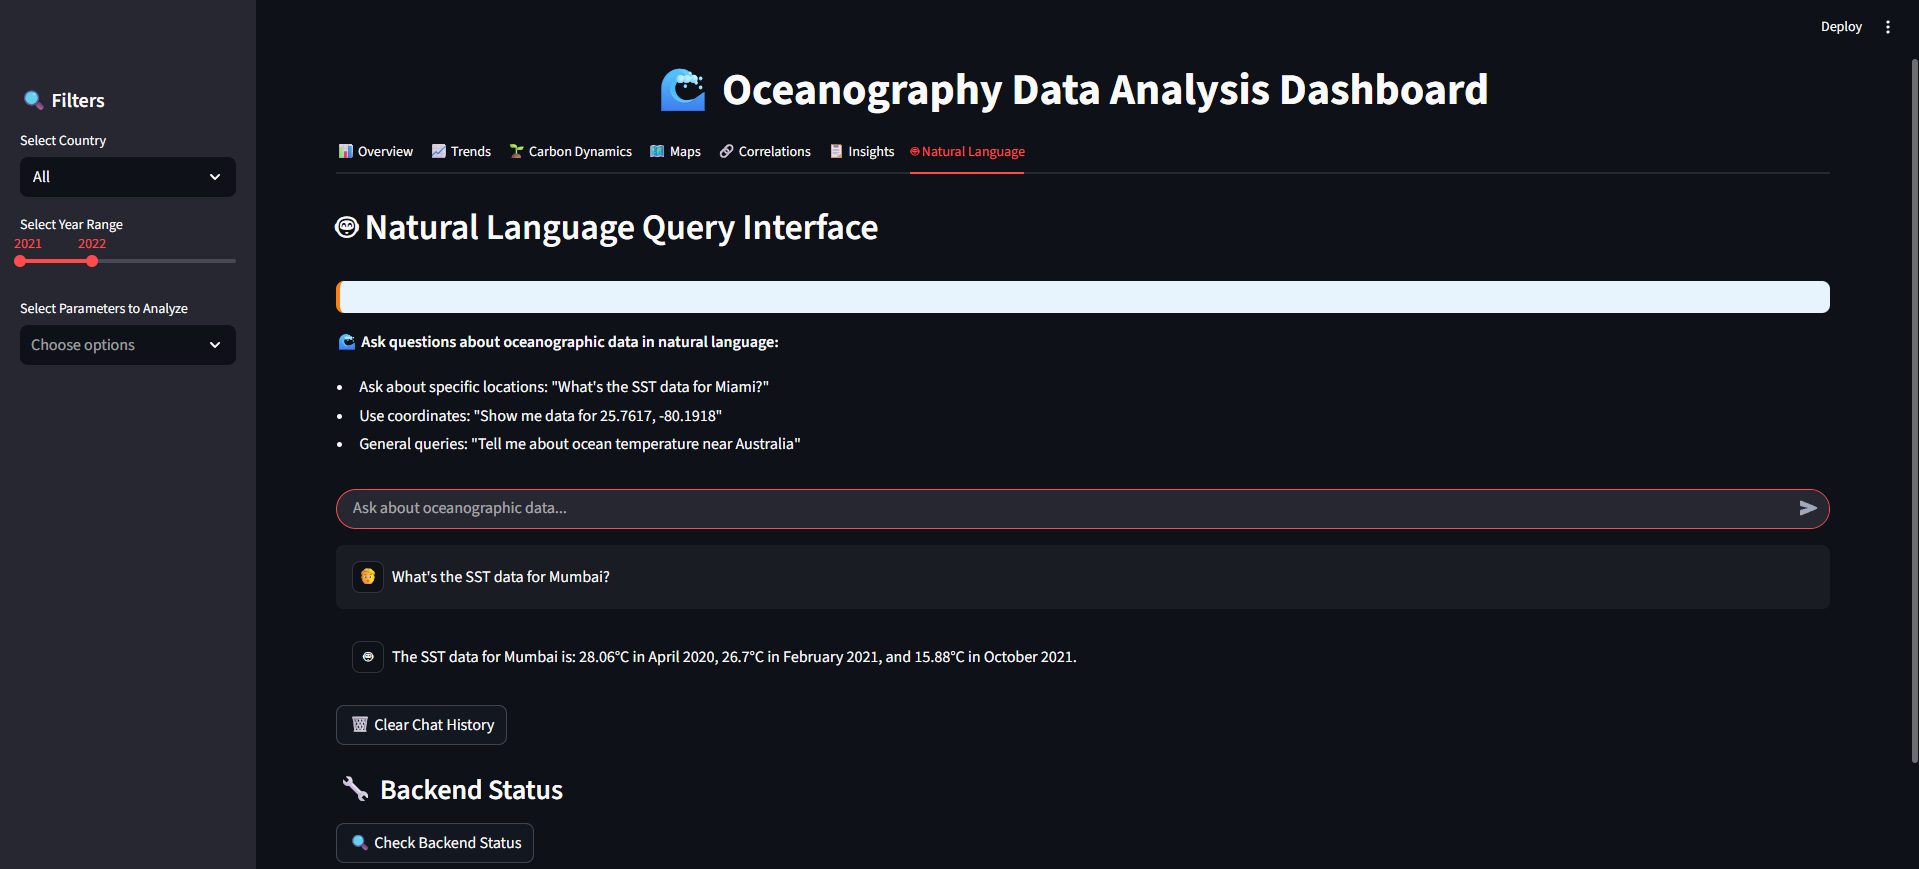 Deploy
🔍 Filters
Select Country
All
Select Year Range
2021 2022
Select Parameters to Analyze
Choose options
🌊 Oceanography Data Analysis Dashboard
📊 Overview 📈 Trends 🌱 Carbon Dynamics 🗺️ Maps 🔗 Correlations 📋 Insights Natural Language
Natural Language Query Interface
🌊 Ask questions about oceanographic data in natural language:
• Ask about specific locations: "What's the SST data for Miami?"
• Use coordinates: "Show me data for 25.7617, -80.1918"
• General queries: "Tell me about ocean temperature near Australia"
Ask about oceanographic data...
What's the SST data for Mumbai?
The SST data for Mumbai is: 28.06°C in April 2020, 26.7°C in February 2021, and 15.88°C in October 2021.
🗑️ Clear Chat History
🔧 Backend Status
🔍 Check Backend Status